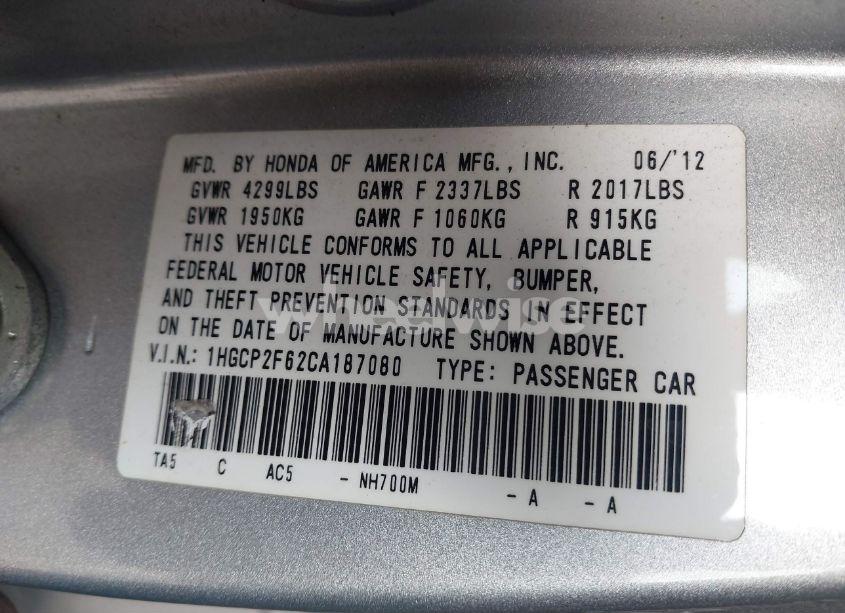 MFD. BY HONDA OF AMERICA MFG., INC. 06/'12
GVWR 4299LBS GAWR F 2337LBS R 2017LBS
GVWR 1950KG GAWR F 1060KG R 915KG
THIS VEHICLE CONFORMS TO ALL APPLICABLE
FEDERAL MOTOR VEHICLE SAFETY, BUMPER,
AND THEFT PREVENTION STANDARDS IN EFFECT
ON THE DATE OF MANUFACTURE SHOWN ABOVE.
V.I.N.: 1HGCP2F62CA187080 TYPE: PASSENGER CAR
TA5 C AC5 - NH700M - A - A
wheelwise